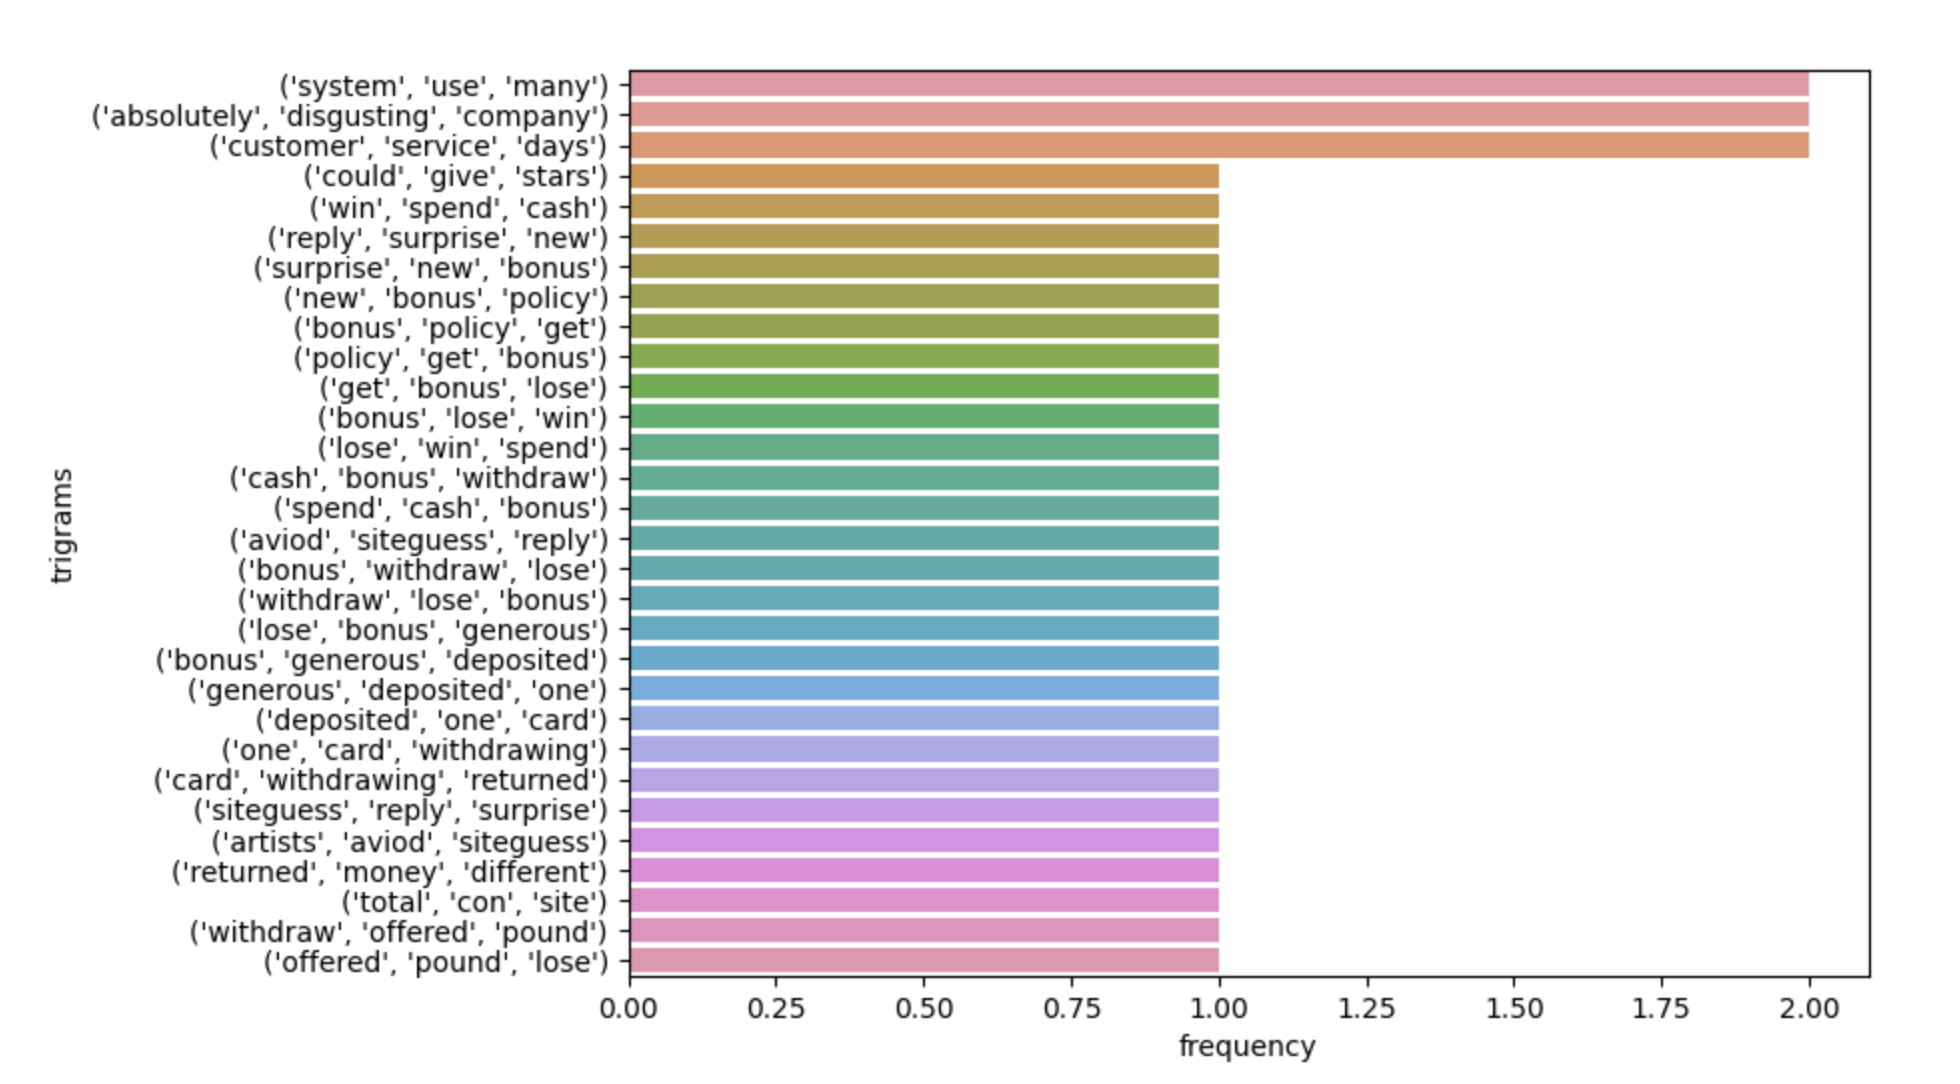 ('system', 'use', 'many')
('absolutely', 'disgusting', 'company')
('customer', 'service', 'days')
('could', 'give', 'stars')
('win', 'spend', 'cash')
('reply', 'surprise', 'new')
('surprise', 'new', 'bonus')
('new', 'bonus', 'policy')
('bonus', 'policy', 'get')
('policy', 'get', 'bonus')
('get', 'bonus', 'lose')
('bonus', 'lose', 'win')
('lose', 'win', 'spend')
('cash', 'bonus', 'withdraw')
('spend', 'cash', 'bonus')
('aviod', 'siteguess', 'reply')
('bonus', 'withdraw', 'lose')
('withdraw', 'lose', 'bonus')
('lose', 'bonus', 'generous')
('bonus', 'generous', 'deposited')
('generous', 'deposited', 'one')
('deposited', 'one', 'card')
('one', 'card', 'withdrawing')
('card', 'withdrawing', 'returned')
('siteguess', 'reply', 'surprise')
('artists', 'aviod', 'siteguess')
('returned', 'money', 'different')
('total', 'con', 'site')
('withdraw', 'offered', 'pound')
('offered', 'pound', 'lose')
trigrams
0.00 0.25 0.50 0.75 1.00 1.25 1.50 1.75 2.00
frequency